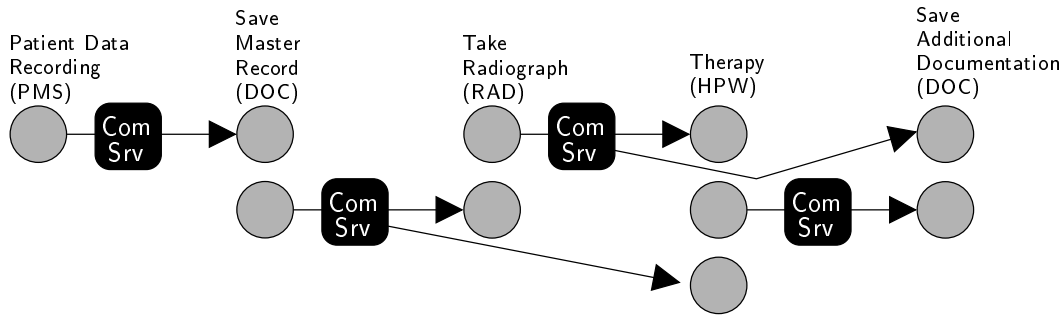 Patient Data
Recording
(PMS)
Save
Master
Record
(DOC)
Take
Radiograph
(RAD)
Therapy
(HPW)
Save
Additional
Documentation
(DOC)
Com
Srv
Com
Srv
Com
Srv
Com
Srv